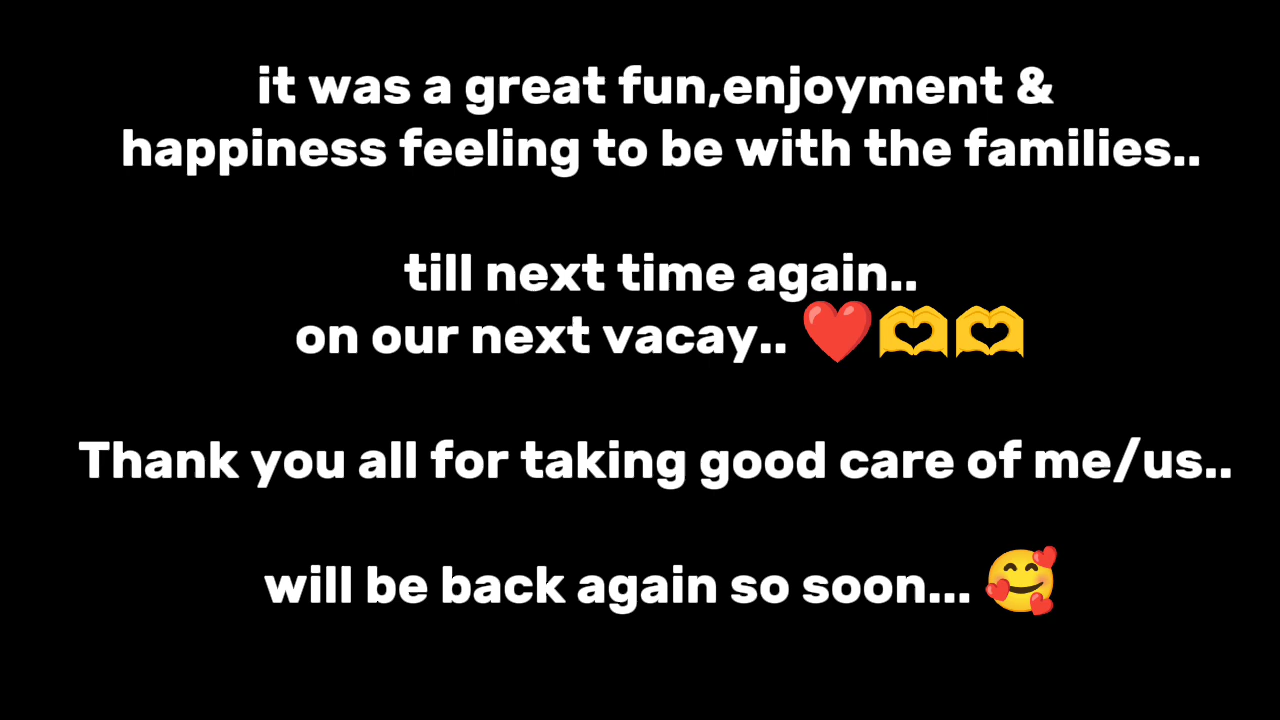 it was a great fun,enjoyment &
happiness feeling to be with the families..
till next time again..
on our next vacay.. ❤️🫶🫶
Thank you all for taking good care of me/us..
will be back again so soon... 🥰